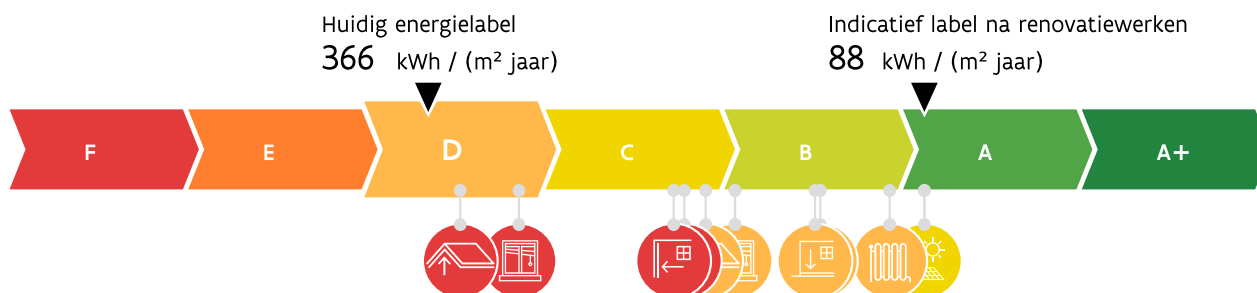 Huidig energielabel
366 kWh / (m² jaar)
Indicatief label na renovatiewerken
88 kWh / (m² jaar)
F E D C B A A+